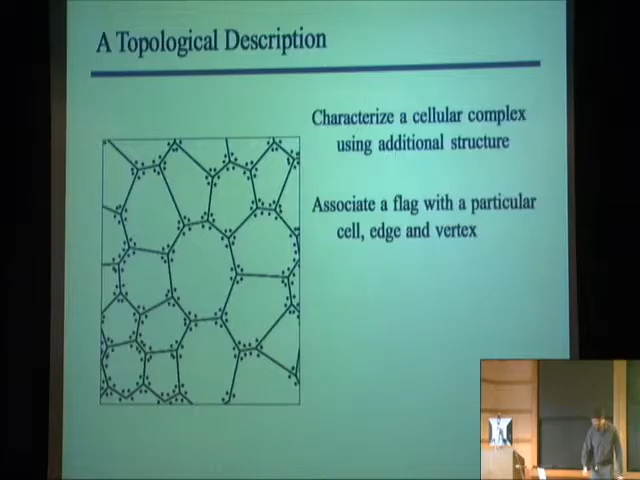 A Topological Description
Characterize a cellular complex
using additional structure
Associate a flag with a particular
cell, edge and vertex